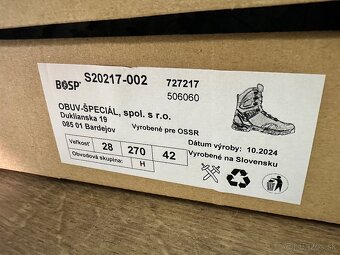 BOSP S20217-002 727217
506060
OBUV-ŠPECIÁL, spol. s r.o.
Duklianska 19
085 01 Bardejov
Vyrobené pre OSSR
Dátum výroby: 10.2024
Vyrobené na Slovensku
Veľkosť 28 270 42
Obvodová skupina: H